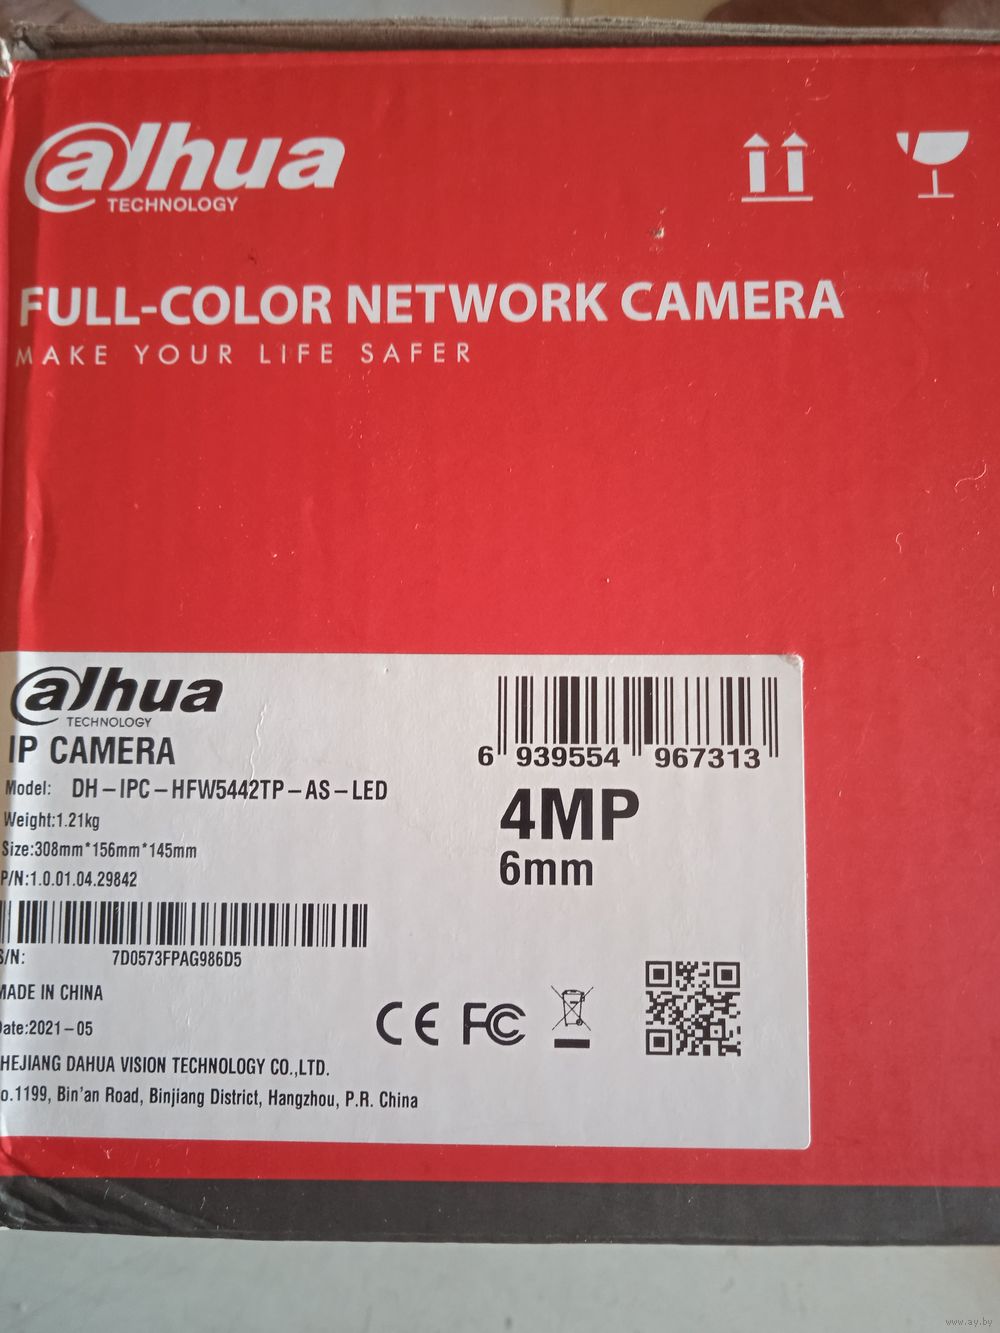 alhua
TECHNOLOGY
FULL-COLOR NETWORK CAMERA
MAKE YOUR LIFE SAFER
alhua
TECHNOLOGY
IP CAMERA
Model: DH-IPC-HFW5442TP-AS-LED
Weight:1.21kg
Size:308mm*156mm*145mm
P/N:1.0.01.04.29842
S/N: 7D0573FPAG986D5
MADE IN CHINA
Date:2021-05
HEJIANG DAHUA VISION TECHNOLOGY CO.,LTD.
o.1199, Bin'an Road, Binjiang District, Hangzhou, P.R. China
6 939554 967313
4MP
6mm
CE FC
www.ay.by